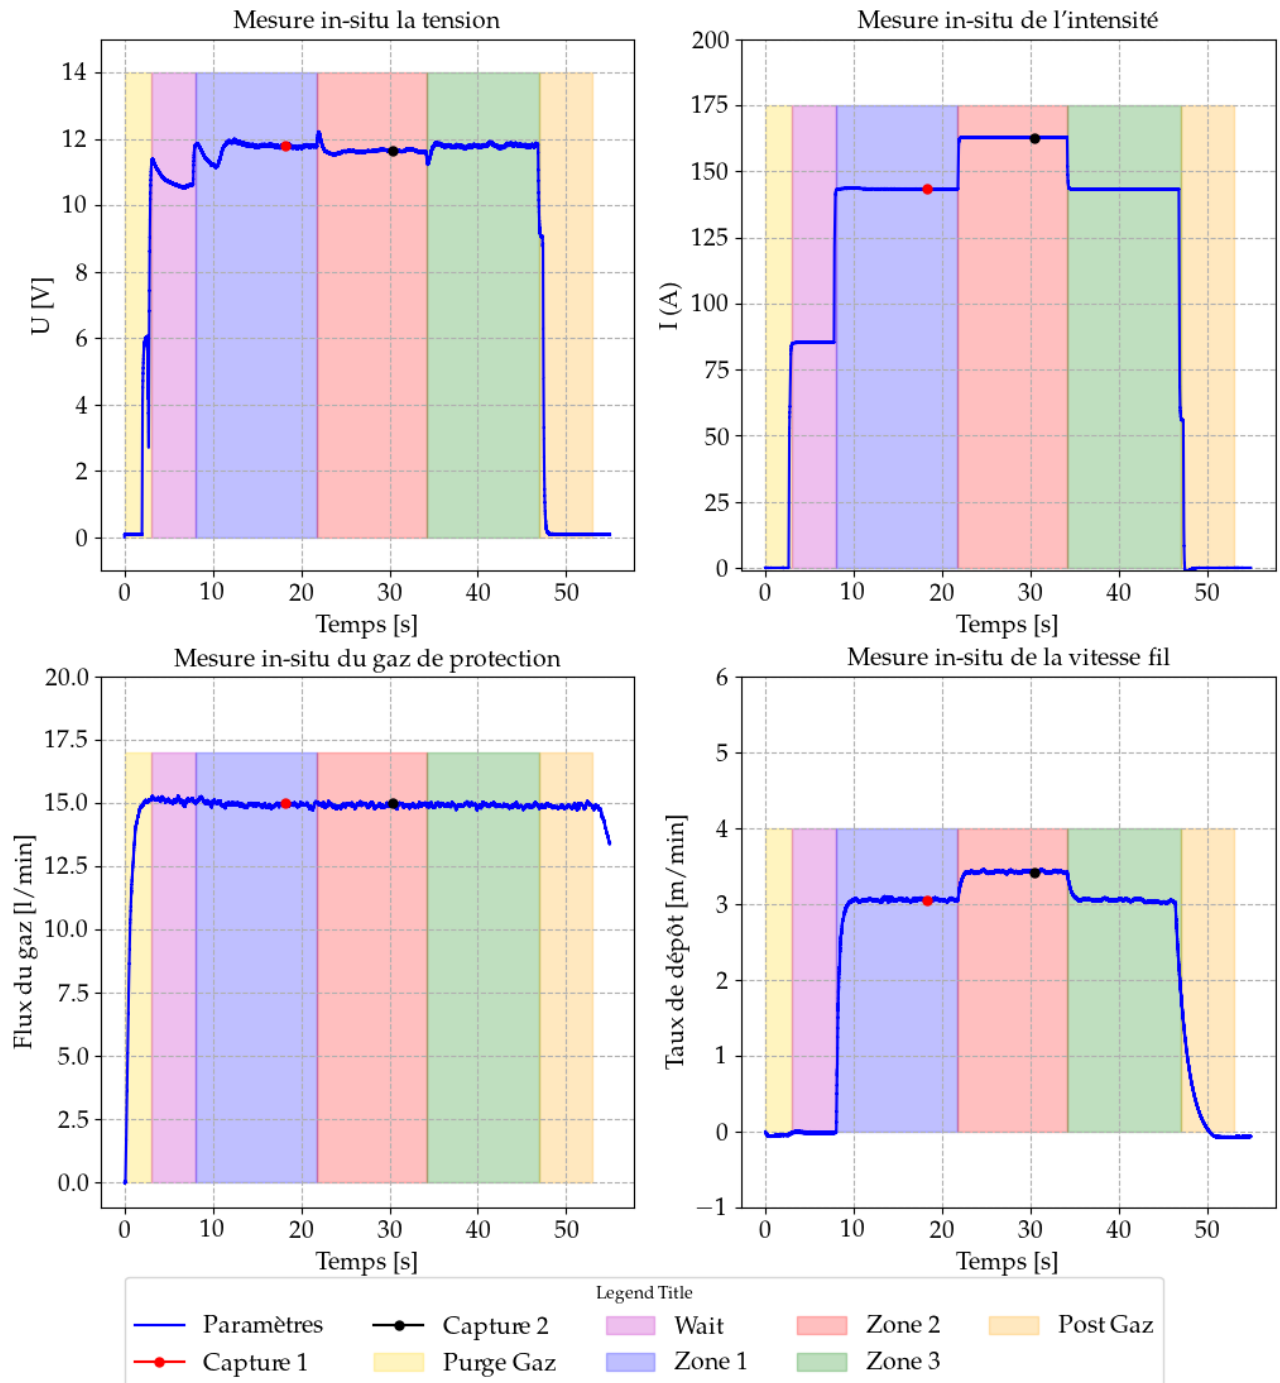 Mesure in-situ la tension
14
12
10
8
6
4
2
0
U [V]
0 10 20 30 40 50
Temps [s]
Mesure in-situ de l'intensité
200
175
150
125
100
75
50
25
0
I (A)
0 10 20 30 40 50
Temps [s]
Mesure in-situ du gaz de protection
20.0
17.5
15.0
12.5
10.0
7.5
5.0
2.5
0.0
Flux du gaz [l/min]
0 10 20 30 40 50
Temps [s]
Mesure in-situ de la vitesse fil
6
5
4
3
2
1
0
−1
Taux de dépôt [m/min]
0 10 20 30 40 50
Temps [s]
Legend Title
Paramètres Capture 2 Wait Zone 2 Post Gaz
Capture 1 Purge Gaz Zone 1 Zone 3